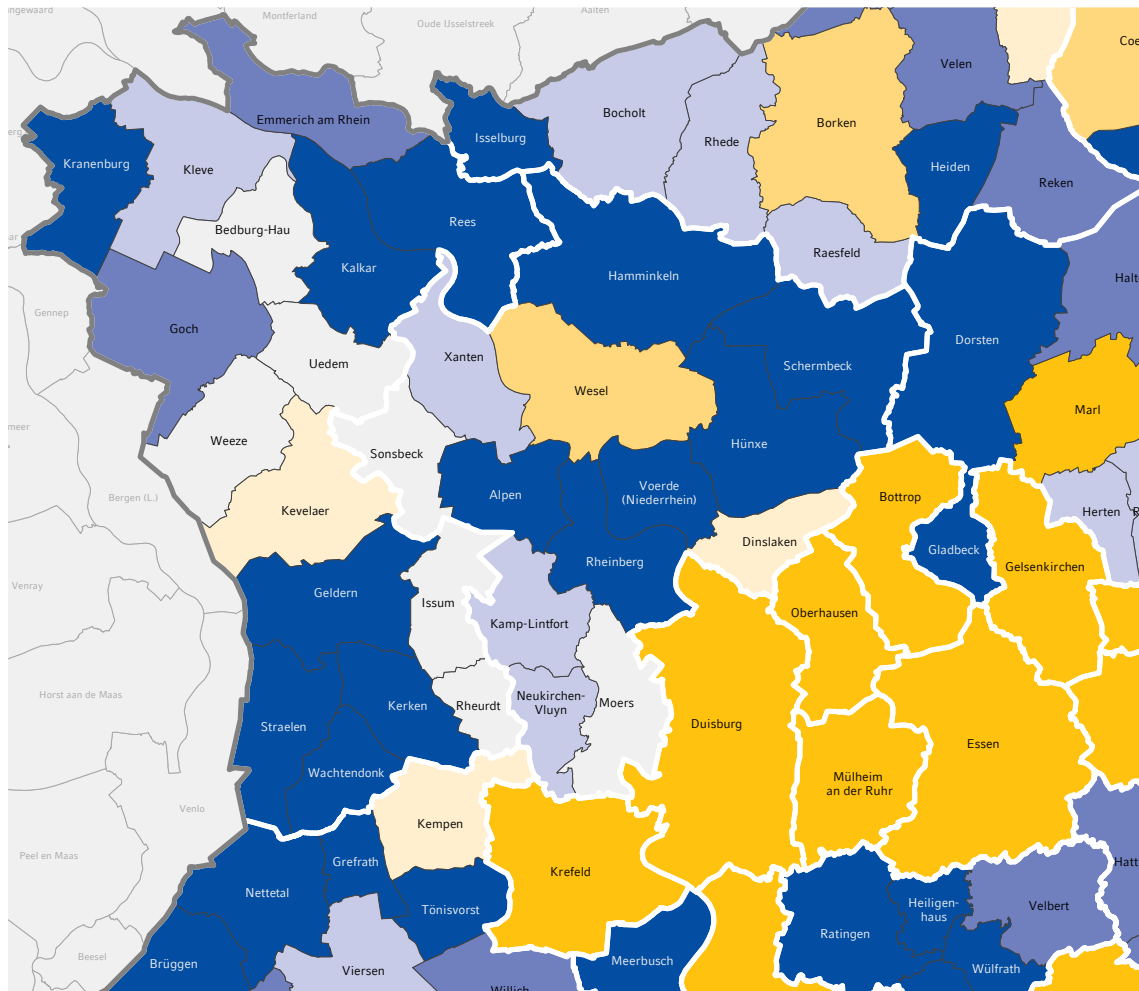 Montferland
Aalten
Oude IJsselstreek
Coe
Velen
Bocholt
Emmerich am Rhein
Borken
Isselburg
Rhede
Kranenburg
Kleve
Heiden
Reken
Rees
Bedburg-Hau
Raesfeld
Kalkar
Hamminkeln
Halt
Gennep
Goch
Dorsten
Xanten
Uedem
Schermbeck
Wesel
Marl
Weeze
Hünxe
Sonsbeck
Voerde
(Niederrhein)
Alpen
Bergen (L.)
Bottrop
Kevelaer
Herten
R
Dinslaken
Gladbeck
Rheinberg
Gelsenkirchen
Venray
Geldern
Issum
Oberhausen
Kamp-Lintfort
Horst aan de Maas
Neukirchen-
Vluyn
Moers
Kerken
Rheurdt
Duisburg
Straelen
Essen
Wachtendonk
Mülheim
an der Ruhr
Venlo
Kempen
Peel en Maas
Grefrath
Hatt
Krefeld
Nettetal
Heiligen-
haus
Velbert
Tönisvorst
Ratingen
Beesel
Brüggen
Viersen
Meerbusch
Wülfrath
Willich